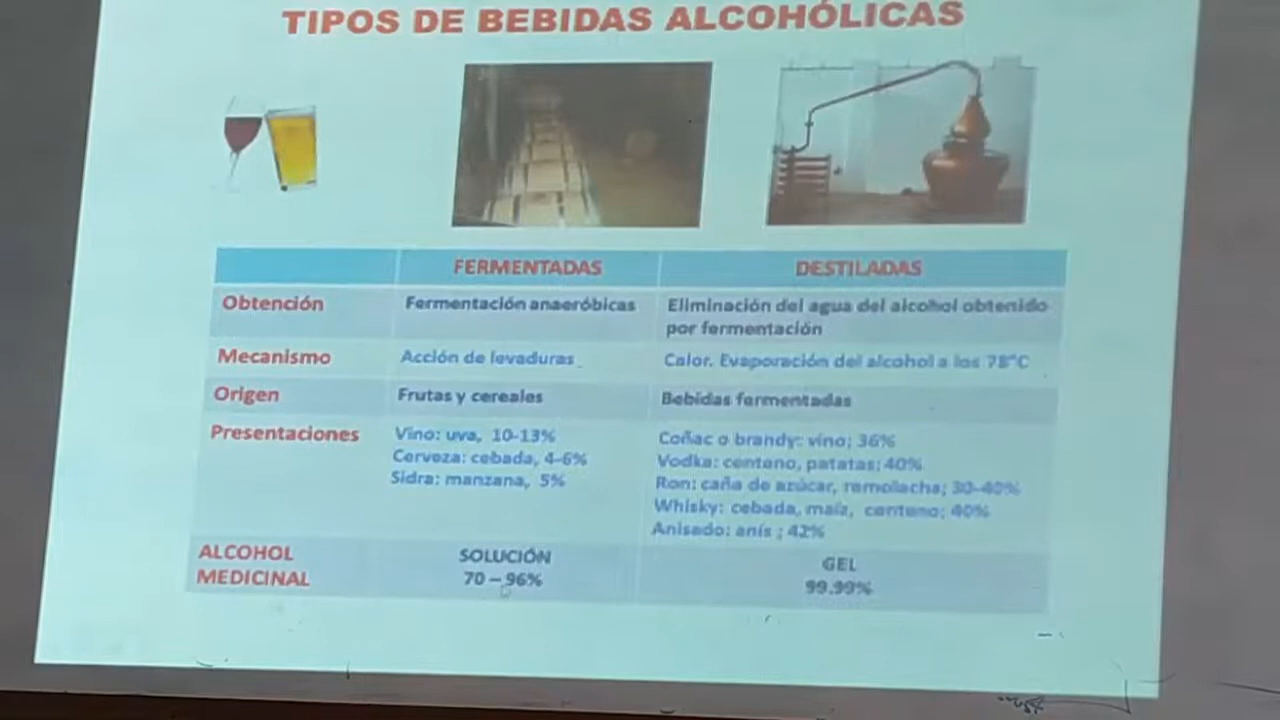 TIPOS DE BEBIDAS ALCOHÓLICAS
FERMENTADAS DESTILADAS
Obtención Fermentación anaeróbicas Eliminación del agua del alcohol obtenido
por fermentación
Mecanismo Acción de levaduras Calor. Evaporación del alcohol a los 78°C
Origen Frutas y cereales Bebidas fermentadas
Presentaciones Vino: uva, 10-13% Coñac o brandy: vino; 36%
Cerveza: cebada, 4-6% Vodka: centeno, patatas; 40%
Sidra: manzana, 5% Ron: caña de azúcar, remolacha; 30-40%
Whisky: cebada, maíz, centeno; 40%
Anisado: anís ; 42%
ALCOHOL SOLUCIÓN GEL
MEDICINAL 70 – 96% 99.99%